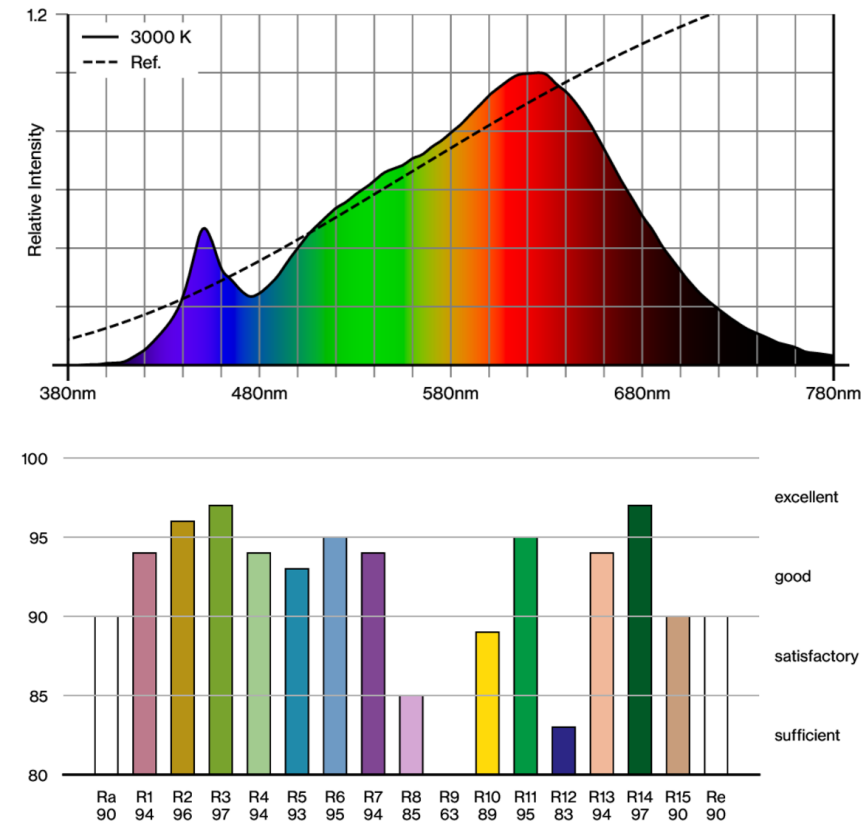 1.2
3000 K
Ref.
Relative Intensity
380nm 480nm 580nm 680nm 780nm
100
excellent
95
good
90
satisfactory
85
sufficient
80
Ra R1 R2 R3 R4 R5 R6 R7 R8 R9 R10 R11 R12 R13 R14 R15 Re
90 94 96 97 94 93 95 94 85 63 89 95 83 94 97 90 90